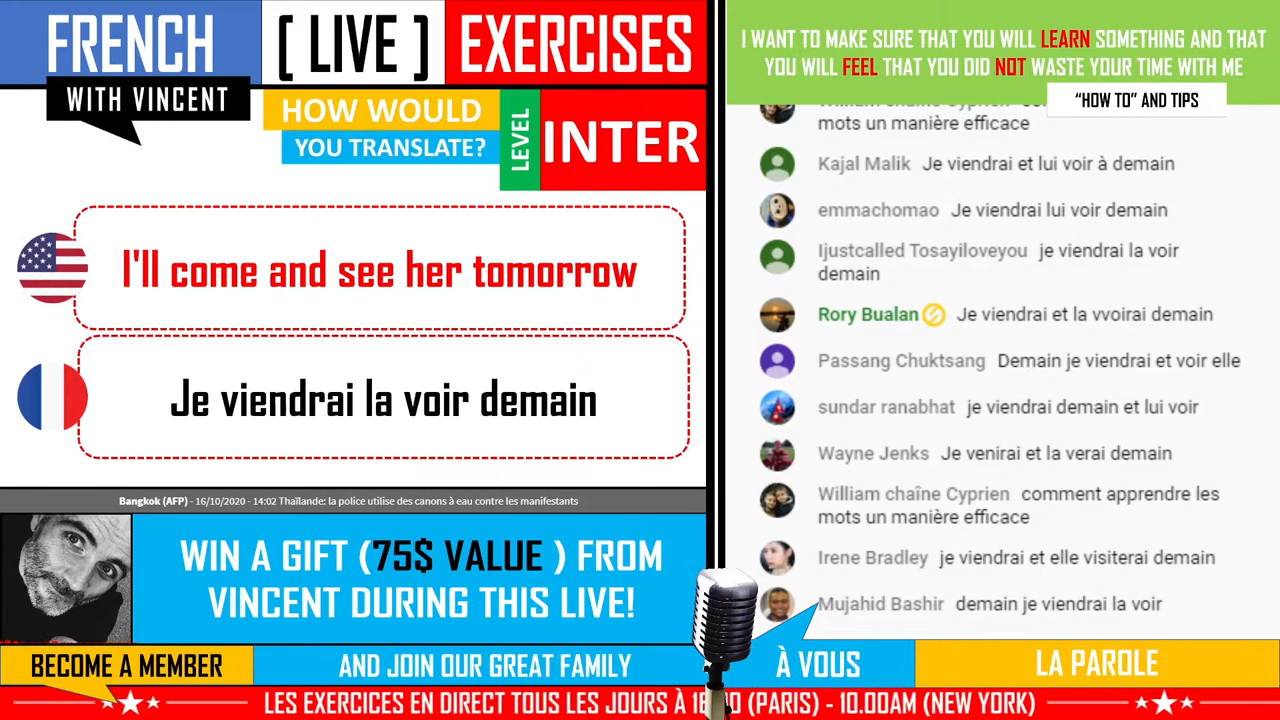 FRENCH
WITH VINCENT
[ LIVE ]
EXERCISES
HOW WOULD
YOU TRANSLATE?
LEVEL
INTER
I'll come and see her tomorrow
Je viendrai la voir demain
Bangkok (AFP) - 16/10/2020 - 14:02 Thaïlande: la police utilise des canons à eau contre les manifestants
WIN A GIFT (75$ VALUE ) FROM
VINCENT DURING THIS LIVE!
BECOME A MEMBER
AND JOIN OUR GREAT FAMILY
I WANT TO MAKE SURE THAT YOU WILL LEARN SOMETHING AND THAT
YOU WILL FEEL THAT YOU DID NOT WASTE YOUR TIME WITH ME
“HOW TO” AND TIPS
mots un manière efficace
Kajal Malik Je viendrai et lui voir à demain
emmachomao Je viendrai lui voir demain
Ijustcalled Tosayiloveyou je viendrai la voir
demain
Rory Bualan Je viendrai et la vvoirai demain
Passang Chuktsang Demain je viendrai et voir elle
sundar ranabhat je viendrai demain et lui voir
Wayne Jenks Je venirai et la verai demain
William chaîne Cyprien comment apprendre les
mots un manière efficace
Irene Bradley je viendrai et elle visiterai demain
Mujahid Bashir demain je viendrai la voir
À VOUS
LA PAROLE
LES EXERCICES EN DIRECT TOUS LES JOURS À (PARIS) - 10.00AM (NEW YORK)